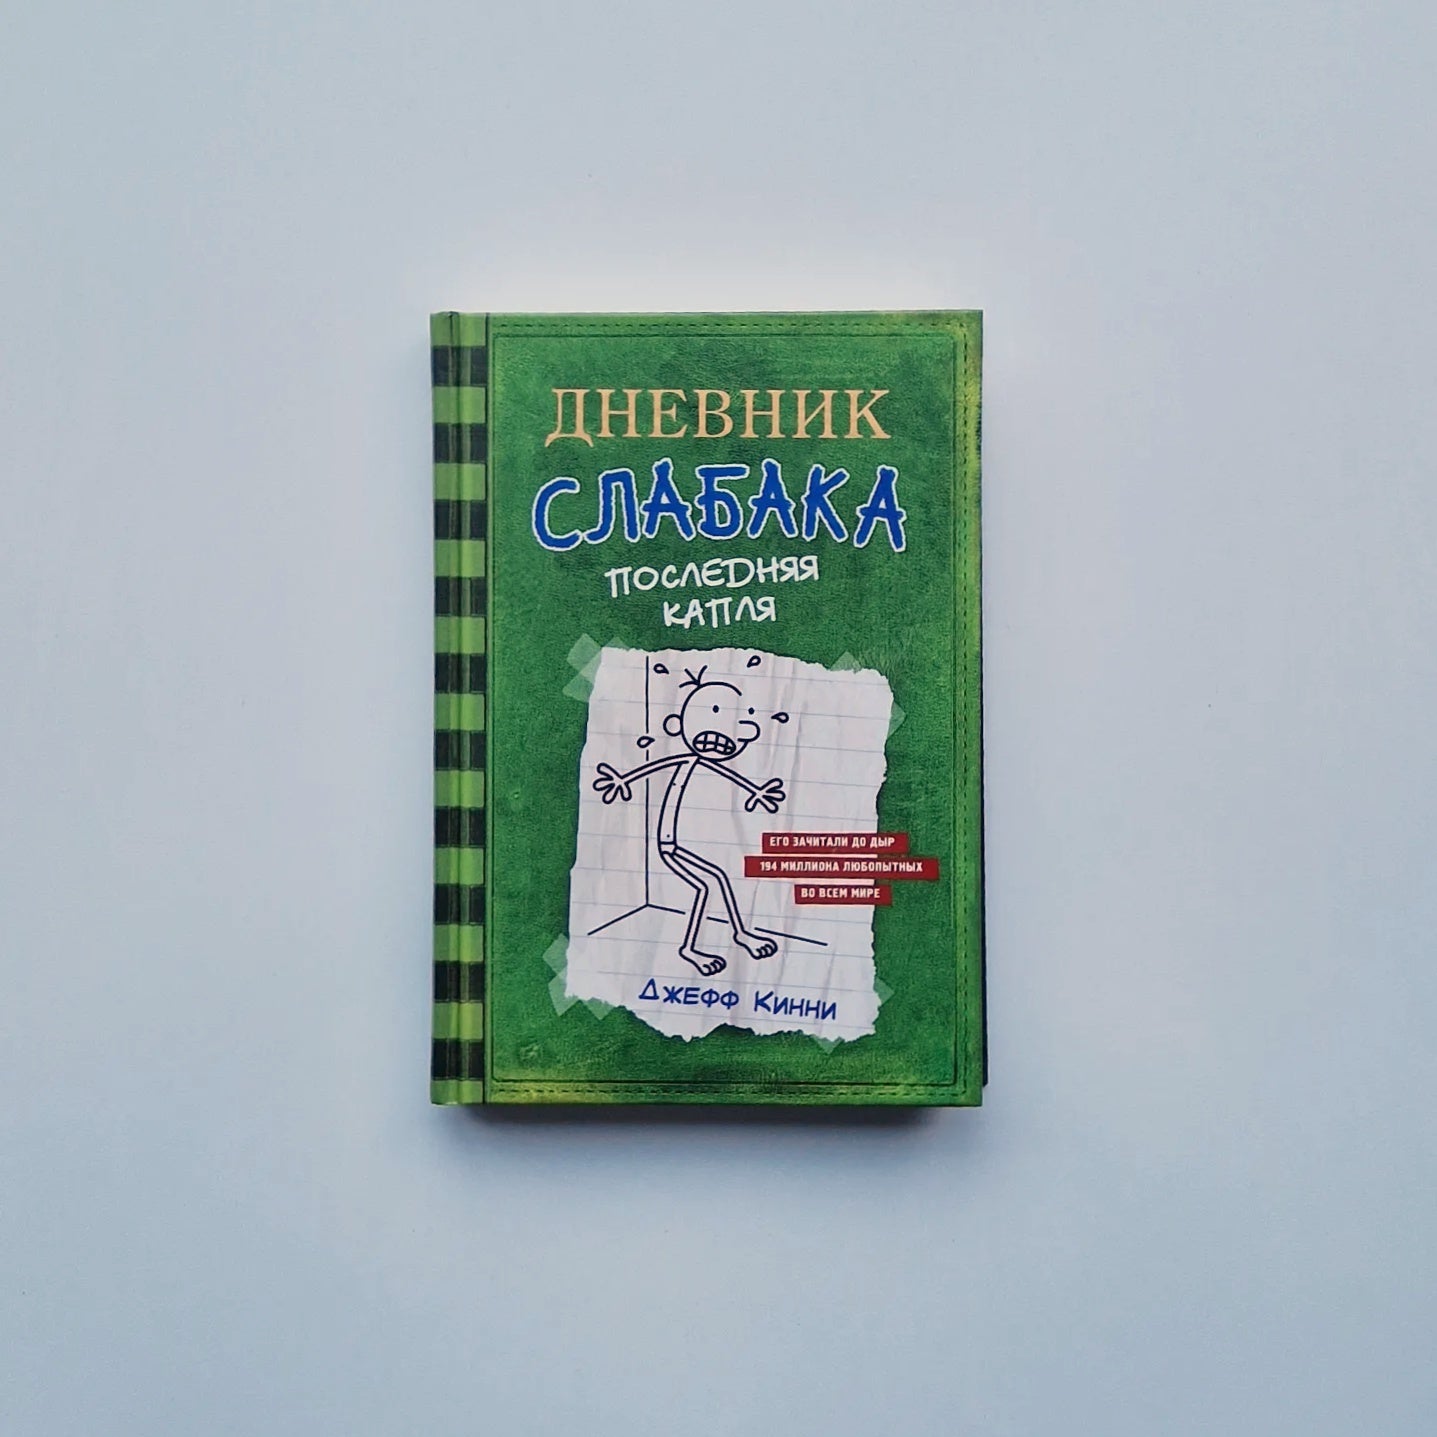 ДНЕВНИК
СЛАБАКА
ПОСЛЕДНЯЯ
КАПЛЯ
ЕГО ЗАЧИТАЛИ ДО ДЫР
194 МИЛЛИОНА ЛЮБОПЫТНЫХ
ВО ВСЕМ МИРЕ
ДЖЕФФ КИННИ